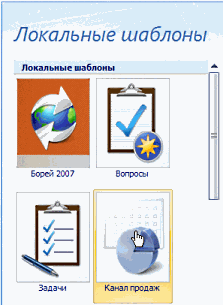 Локальные шаблоны
Локальные шаблоны
Борей 2007
Вопросы
Задачи
Канал продаж